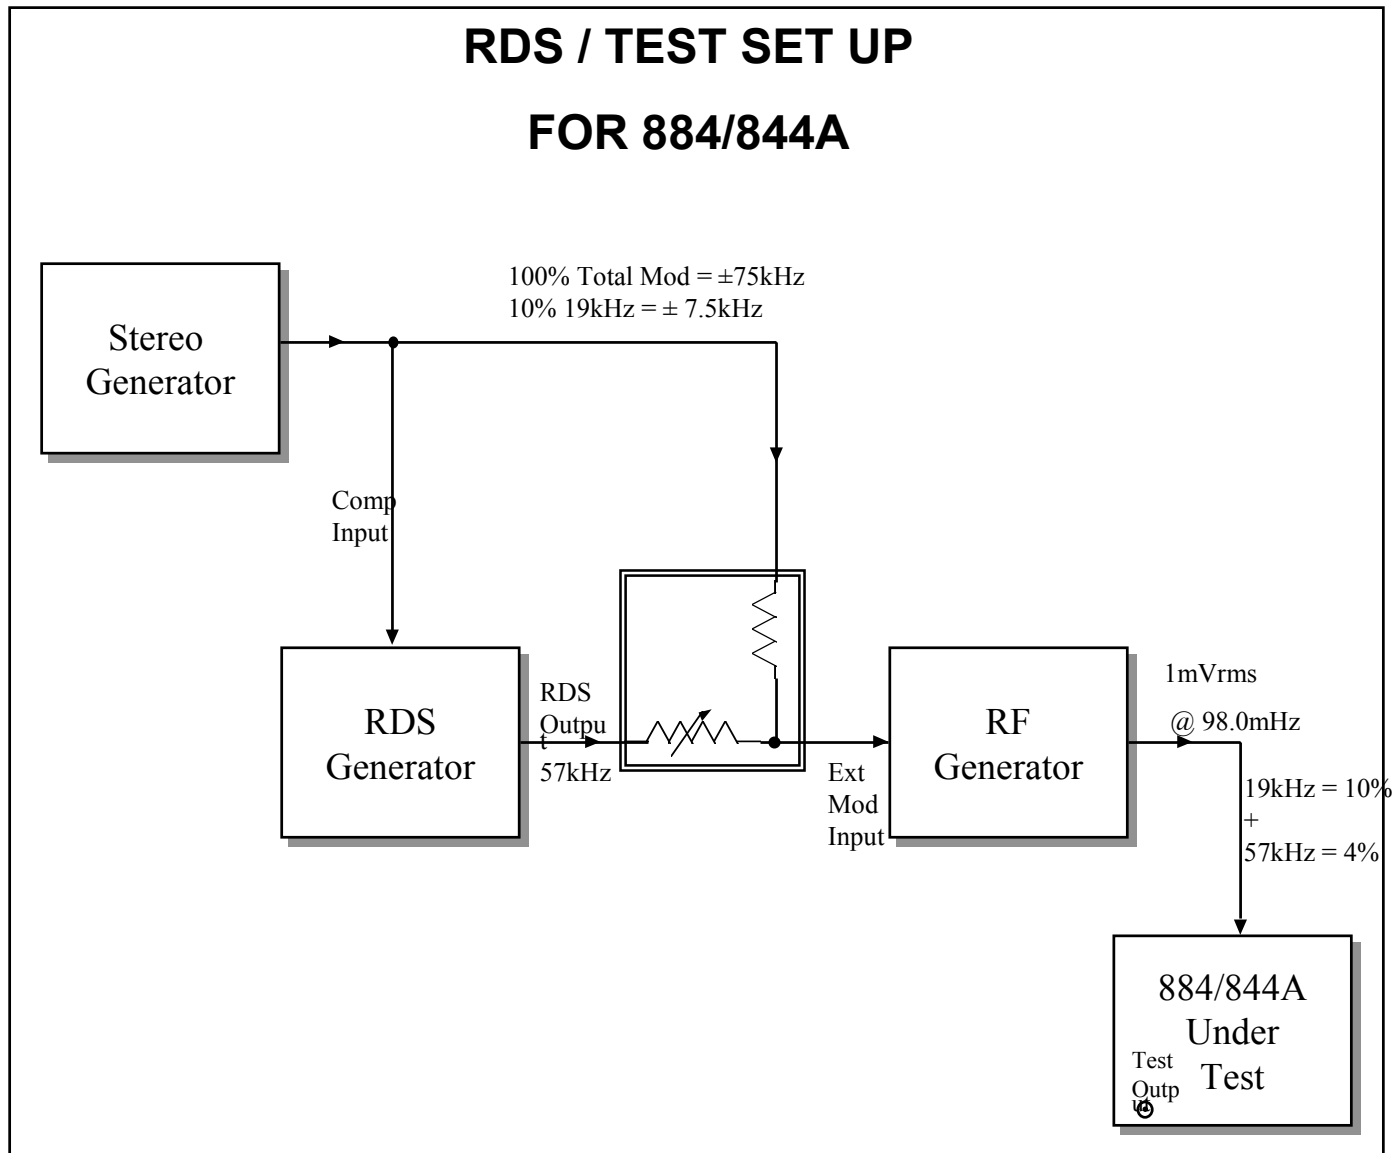 RDS / TEST SET UP
FOR 884/844A
100% Total Mod = ±75kHz
10% 19kHz = ± 7.5kHz
Stereo
Generator
Comp
Input
RDS
Generator
RDS
Outpu
t
57kHz
Ext
Mod
Input
RF
Generator
1mVrms
@ 98.0mHz
19kHz = 10%
+
57kHz = 4%
884/844A
Under
Test
Test
Outp
ut